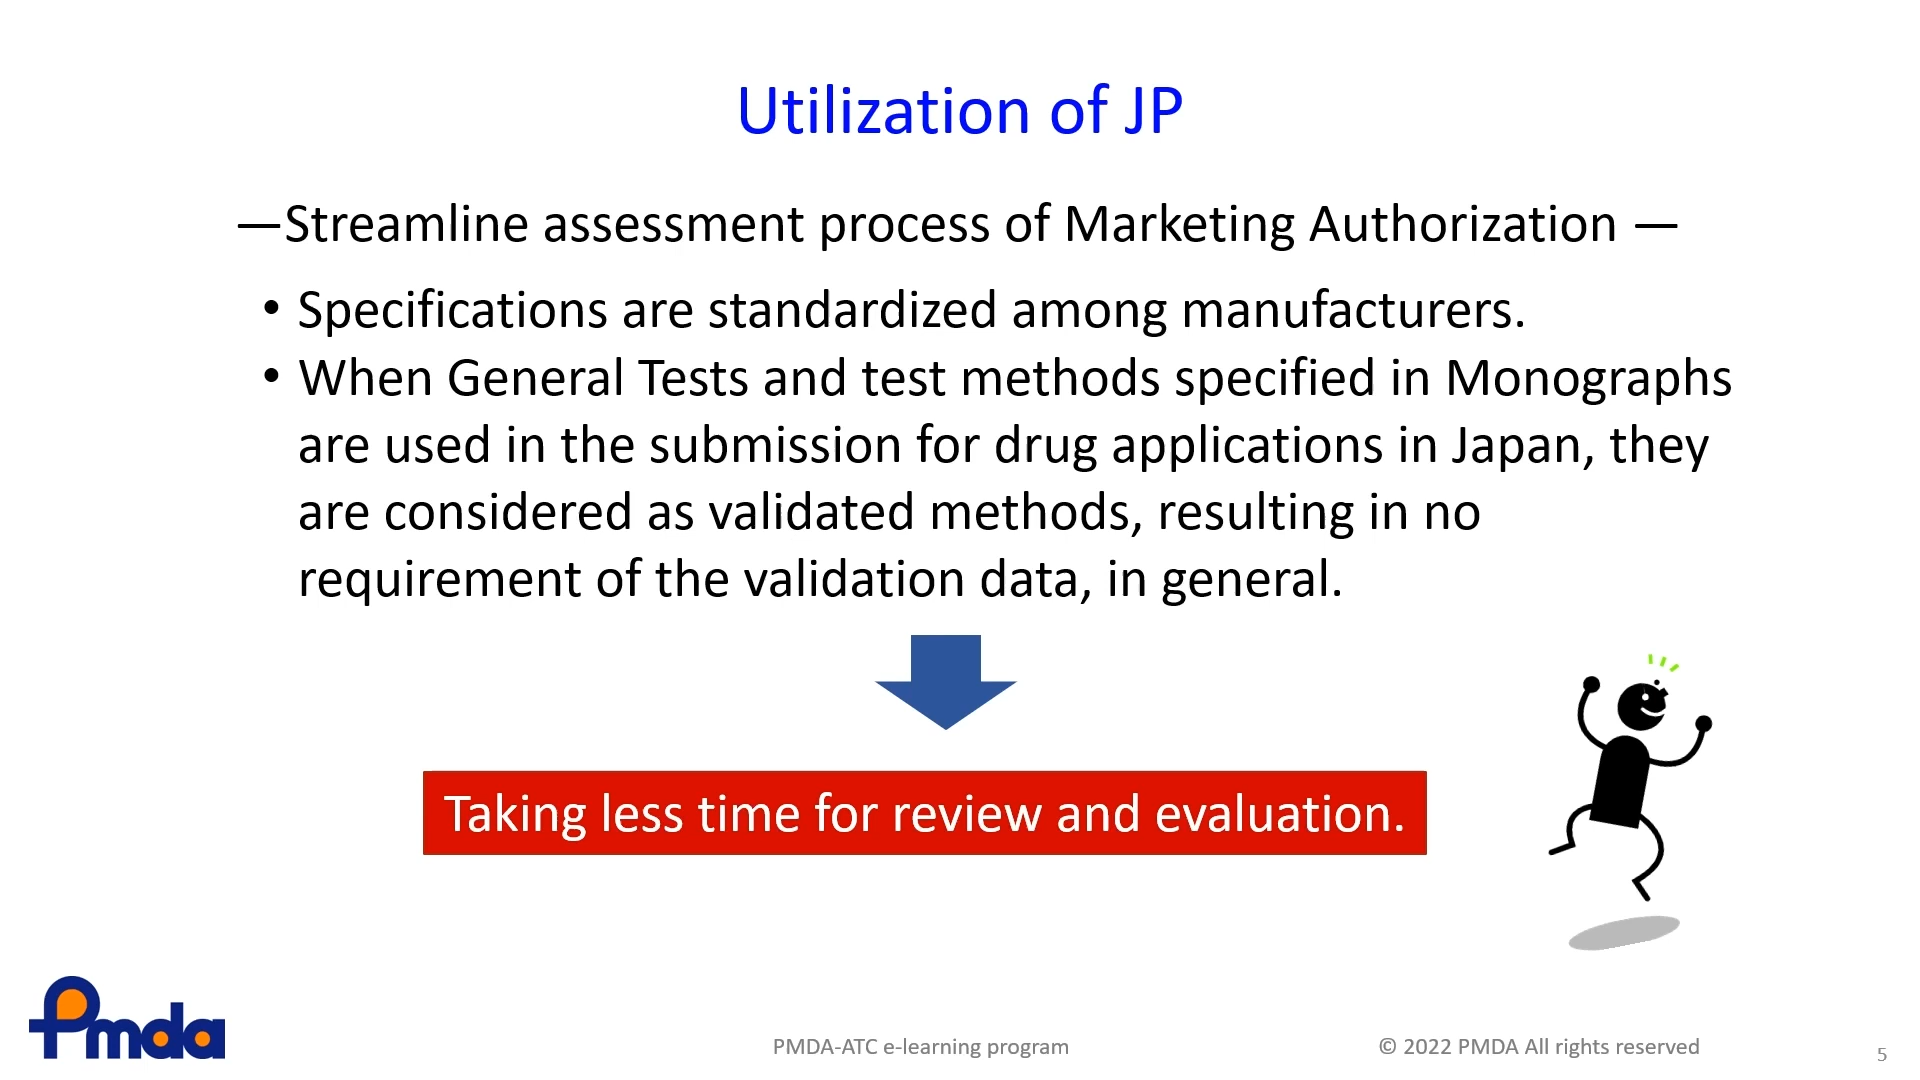 Utilization of JP
—Streamline assessment process of Marketing Authorization —
• Specifications are standardized among manufacturers.
• When General Tests and test methods specified in Monographs
are used in the submission for drug applications in Japan, they
are considered as validated methods, resulting in no
requirement of the validation data, in general.
Taking less time for review and evaluation.
Pmda
PMDA-ATC e-learning program
© 2022 PMDA All rights reserved
5